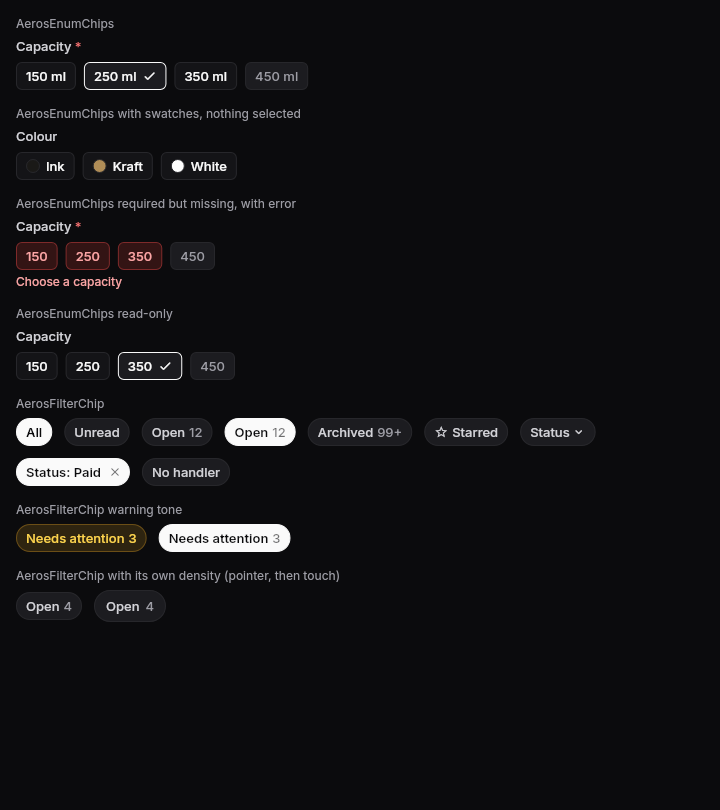 AerosEnumChips
Capacity *
150 ml 250 ml 350 ml 450 ml
AerosEnumChips with swatches, nothing selected
Colour
Ink Kraft White
AerosEnumChips required but missing, with error
Capacity *
150 250 350 450
Choose a capacity
AerosEnumChips read-only
Capacity
150 250 350 450
AerosFilterChip
All Unread Open 12 Open 12 Archived 99+ Starred Status
Status: Paid No handler
AerosFilterChip warning tone
Needs attention 3 Needs attention 3
AerosFilterChip with its own density (pointer, then touch)
Open 4 Open 4